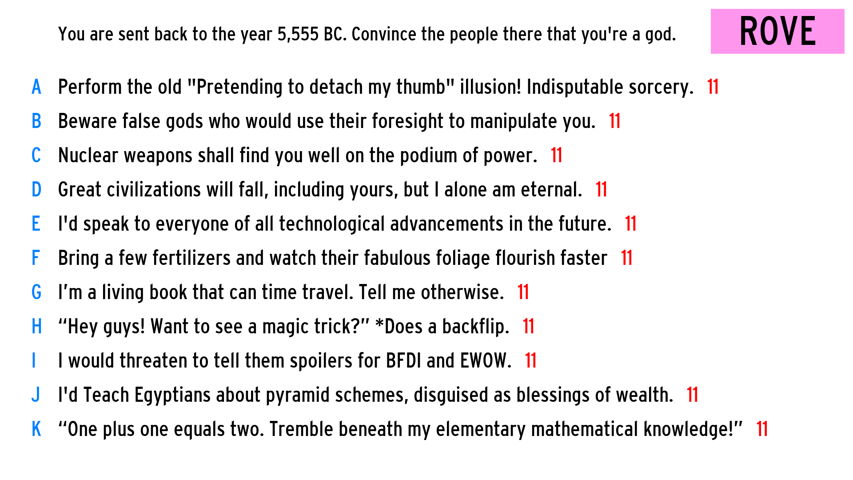 You are sent back to the year 5,555 BC. Convince the people there that you're a god.
ROVE
A Perform the old "Pretending to detach my thumb" illusion! Indisputable sorcery. 11
B Beware false gods who would use their foresight to manipulate you. 11
C Nuclear weapons shall find you well on the podium of power. 11
D Great civilizations will fall, including yours, but I alone am eternal. 11
E I'd speak to everyone of all technological advancements in the future. 11
F Bring a few fertilizers and watch their fabulous foliage flourish faster 11
G I’m a living book that can time travel. Tell me otherwise. 11
H “Hey guys! Want to see a magic trick?” *Does a backflip. 11
I I would threaten to tell them spoilers for BFDI and EWOW. 11
J I'd Teach Egyptians about pyramid schemes, disguised as blessings of wealth. 11
K “One plus one equals two. Tremble beneath my elementary mathematical knowledge!” 11